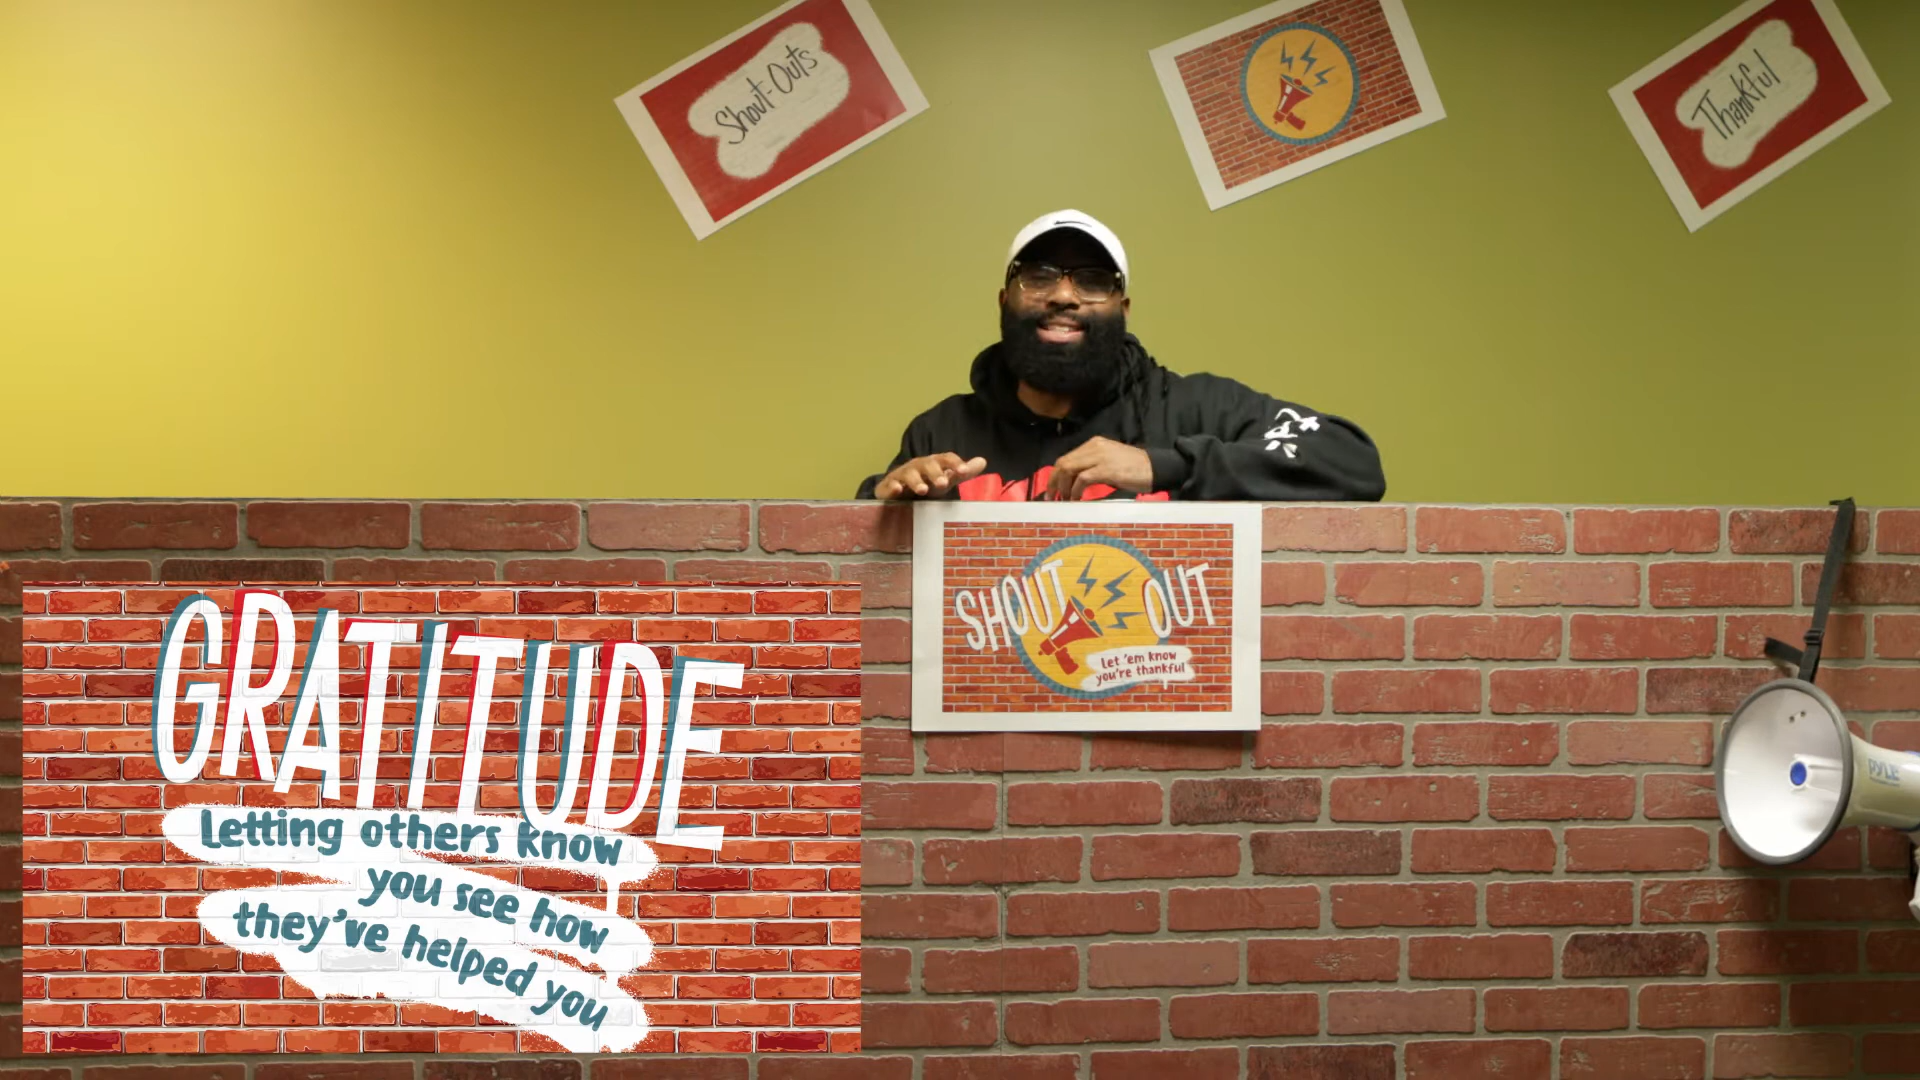 Shout-Outs
Thankful
SHOUT OUT
Let 'em know
you're thankful
PYLE
GRATITUDE
Letting others know
you see how
they've helped you